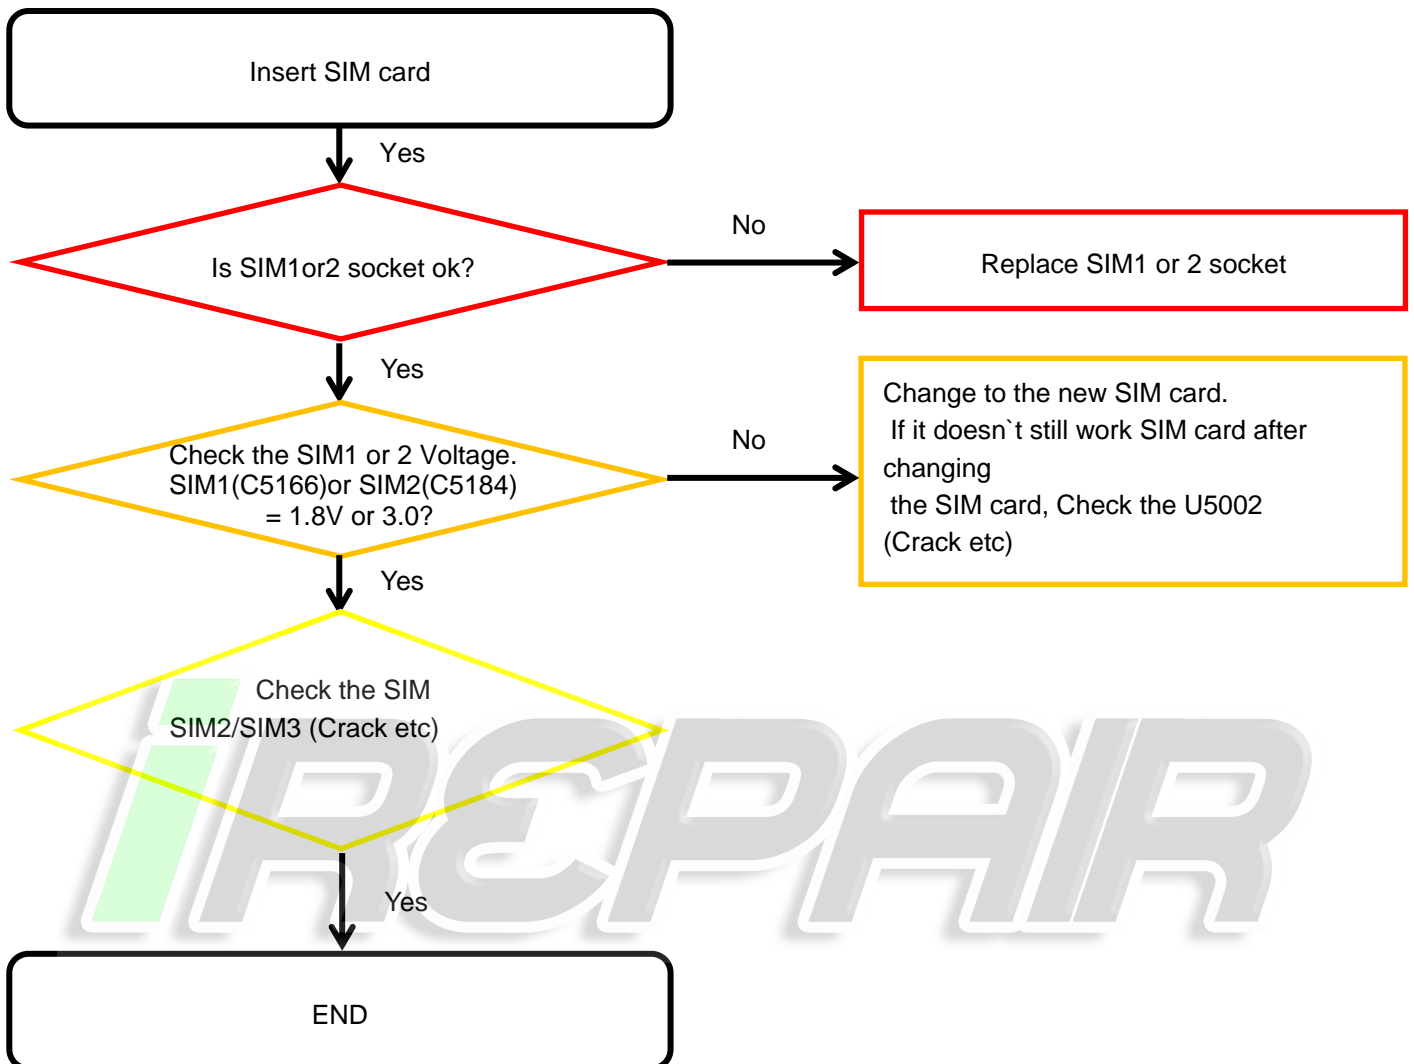 Insert SIM card
Yes
Is SIM1or2 socket ok?
No
Replace SIM1 or 2 socket
Yes
Check the SIM1 or 2 Voltage.
SIM1(C5166)or SIM2(C5184)
= 1.8V or 3.0?
No
Change to the new SIM card.
If it doesn`t still work SIM card after
changing
the SIM card, Check the U5002
(Crack etc)
Yes
Check the SIM
SIM2/SIM3 (Crack etc)
iREPAIR
Yes
END